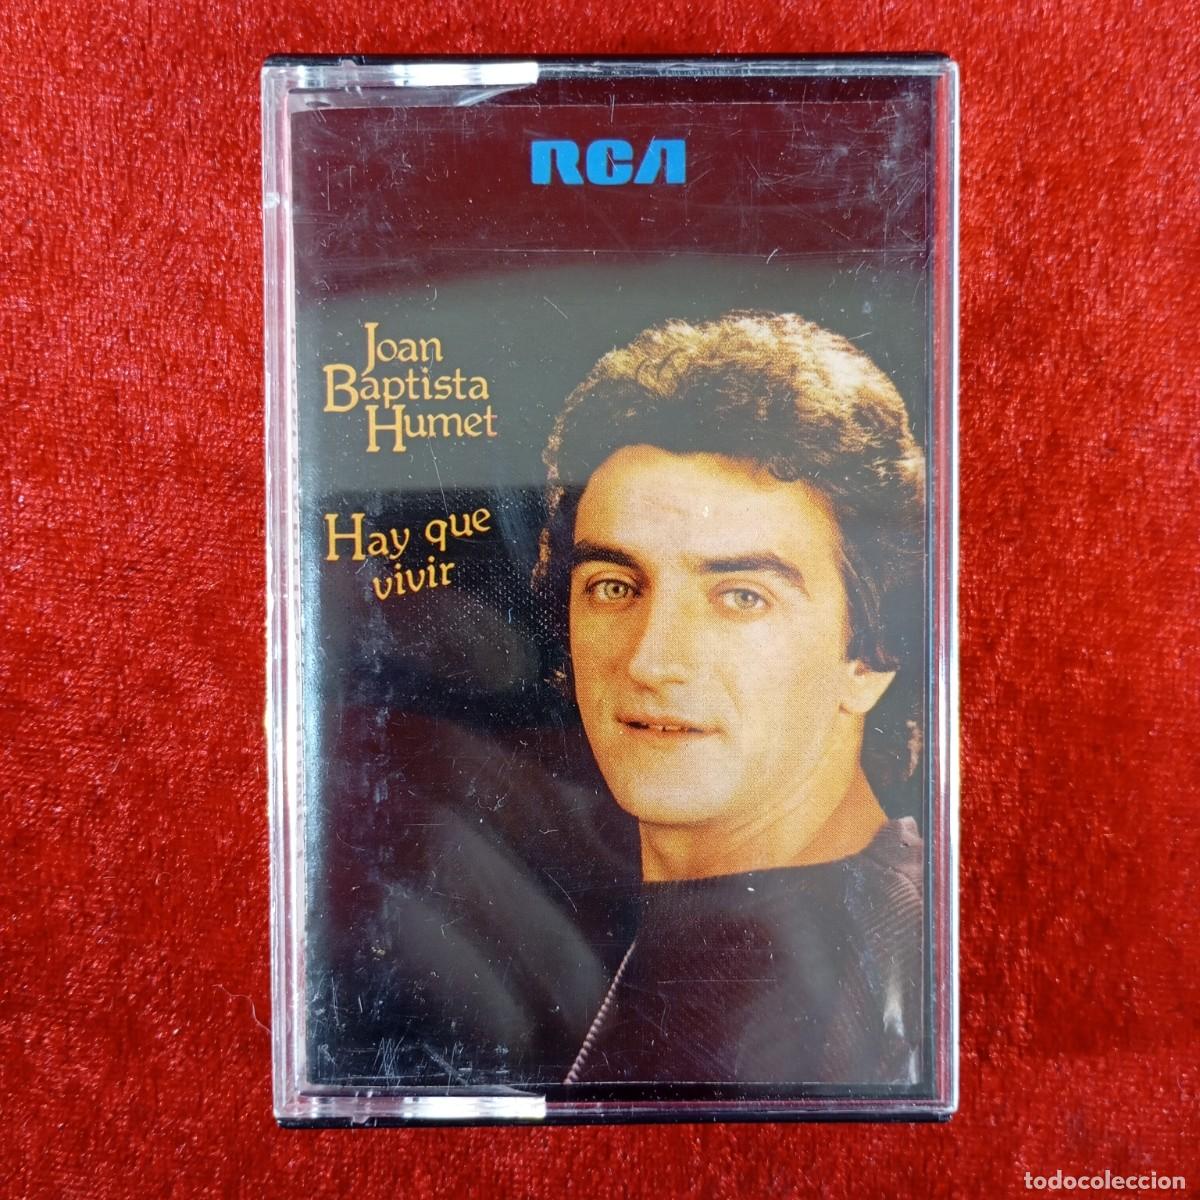 RCA
Joan
Baptista
Humet
Hay que
vivir
todocoleccion